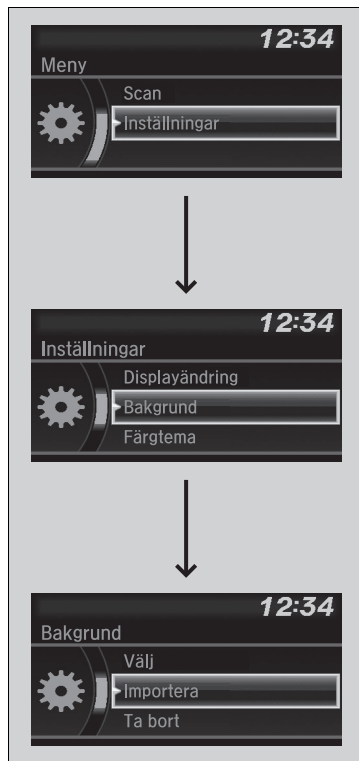 12:34
Meny
Scan
Inställningar
12:34
Inställningar
Displayändring
Bakgrund
Färgtema
12:34
Bakgrund
Välj
Importera
Ta bort